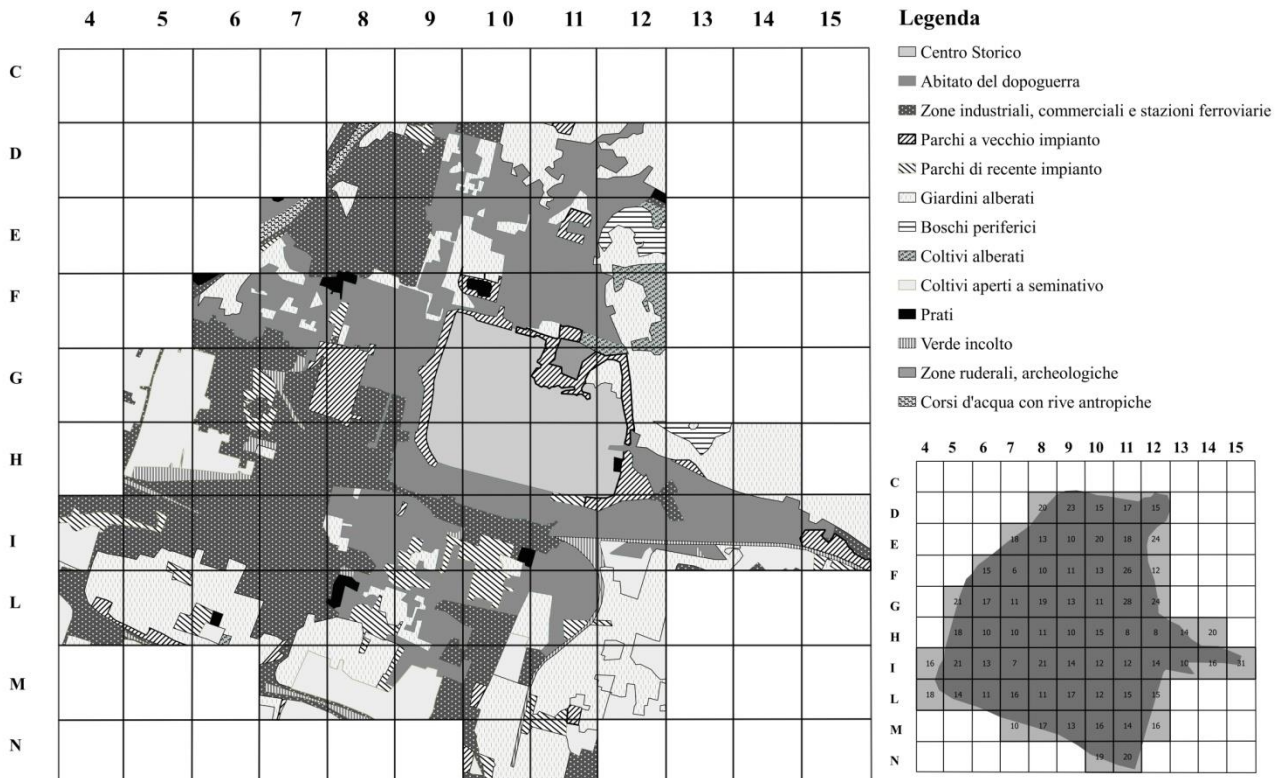 4 5 6 7 8 9 1 0 11 12 13 14 15
C
D
E
F
G
H
I
L
M
N
Legenda
Centro Storico
Abitato del dopoguerra
Zone industriali, commerciali e stazioni ferroviarie
Parchi a vecchio impianto
Parchi di recente impianto
Giardini alberati
Boschi periferici
Coltivi alberati
Coltivi aperti a seminativo
Prati
Verde incolto
Zone ruderali, archeologiche
Corsi d'acqua con rive antropiche
4 5 6 7 8 9 10 11 12 13 14 15
C
D 20 23 15 17 15
E 18 13 10 20 18 24
F 15 6 10 11 13 26 12
G 21 17 11 19 13 11 28 24
H 18 10 10 11 10 15 8 8 14 20
I 16 21 13 7 21 14 12 12 14 10 16 31
L 18 14 11 16 11 17 12 15 15
M 10 17 13 16 14 16
N 19 20